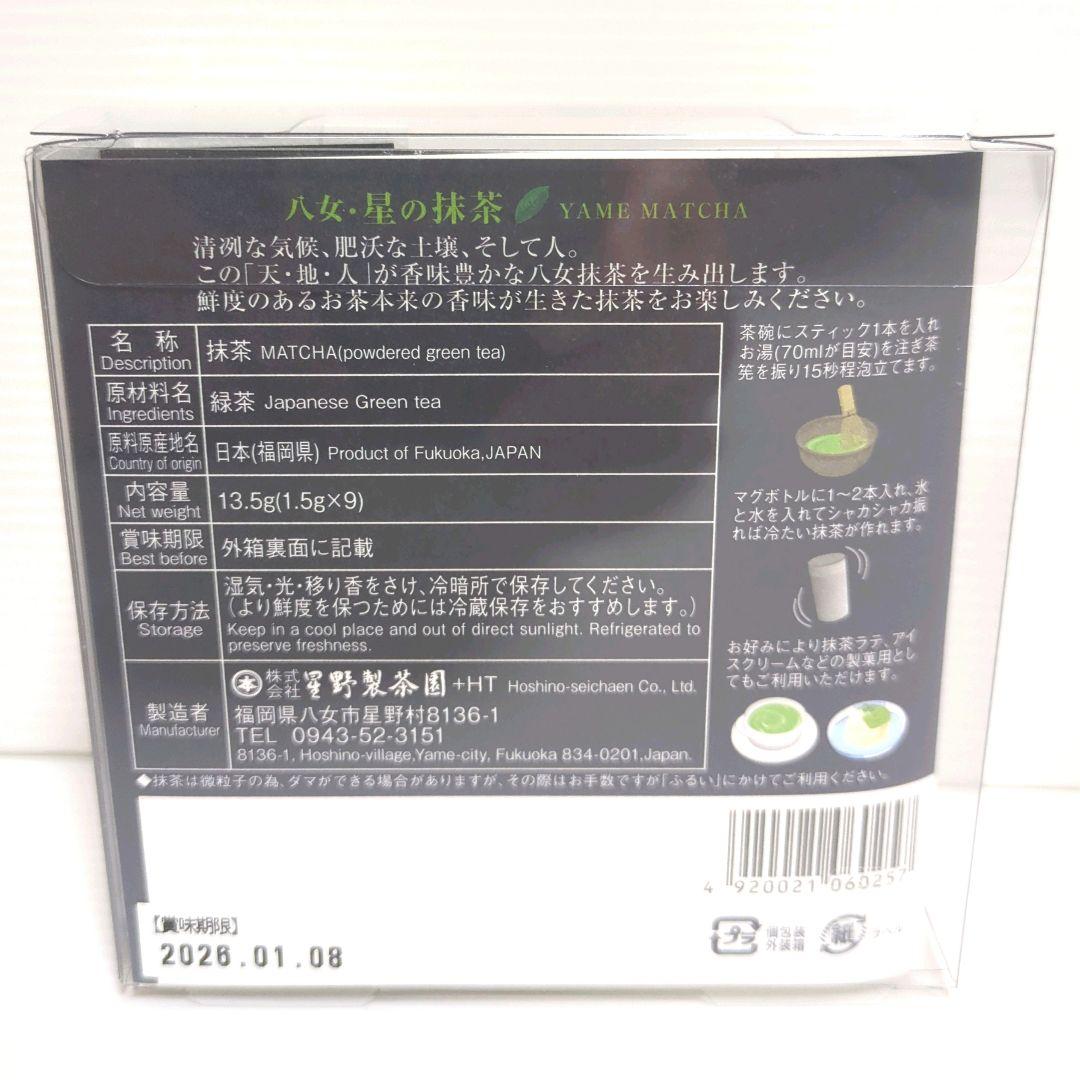 八女・星の抹茶 YAME MATCHA
清冽な気候、肥沃な土壌、そして人。
この「天・地・人」が香味豊かな八女抹茶を生み出します。
鮮度のあるお茶本来の香味が生きた抹茶をお楽しみください。
名 称 抹茶 MATCHA(powdered green tea)
Description
原材料名 緑茶 Japanese Green tea
Ingredients
原料原産地名 日本(福岡県) Product of Fukuoka,JAPAN
Country of origin
内容量 13.5g(1.5g×9)
Net weight
賞味期限 外箱裏面に記載
Best before
保存方法
Storage
湿気・光・移り香をさけ、冷暗所で保存してください。
(より鮮度を保つためには冷蔵保存をおすすめします。)
Keep in a cool place and out of direct sunlight. Refrigerated to
preserve freshness.
製造者
Manufacturer
本 株式会社 星野製茶園+HT Hoshino-seichaen Co., Ltd.
福岡県八女市星野村8136-1
TEL 0943-52-3151
8136-1, Hoshino-village,Yame-city, Fukuoka 834-0201,Japan.
◆抹茶は微粒子の為、ダマができる場合がありますが、その際はお手数ですが「ふるい」にかけてご利用ください。
茶碗にスティック1本を入れ
お湯(70mlが目安)を注ぎ茶
筅を振り15秒程泡立てます。
マグボトルに1～2本入れ、氷
と水を入れてシャカシャカ振
れば冷たい抹茶が作れます。
お好みにより抹茶ラテ、アイ
スクリームなどの製菓用とし
てもご利用いただけます。
4 920021 060257
プラ 個包装
外装箱
紙 ラベル
【賞味期限】
2026.01.08